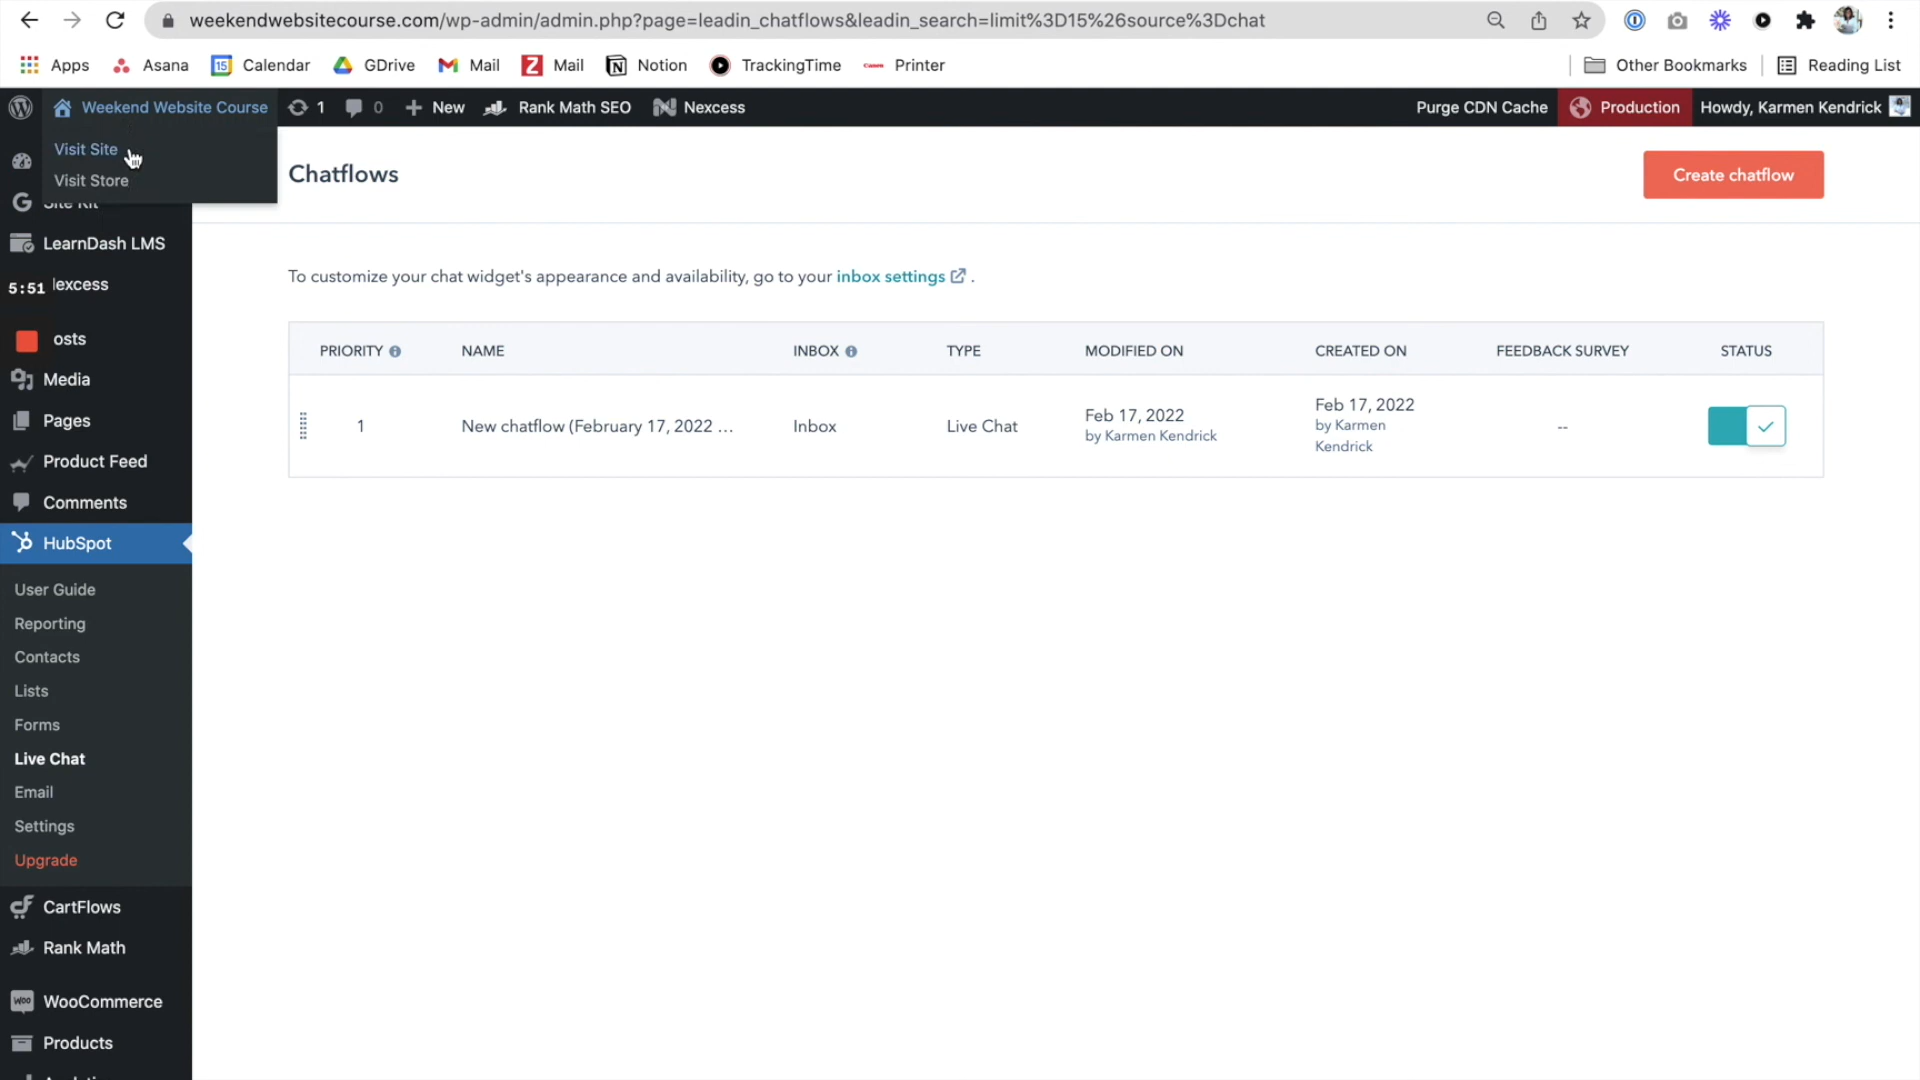 weekendwebsitecourse.com/wp-admin/admin.php?page=leadin_chatflows&leadin_search=limit%3D15%26source%3Dchat
Apps Asana 15 Calendar GDrive Mail Z Mail Notion TrackingTime Canon Printer Other Bookmarks Reading List
Weekend Website Course 1 0 New Rank Math SEO Nexcess Purge CDN Cache Production Howdy, Karmen Kendrick
Visit Site
Visit Store
Chatflows
Create chatflow
Site Kit
LearnDash LMS
To customize your chat widget's appearance and availability, go to your inbox settings .
5:51 lexcess
osts
PRIORITY NAME INBOX TYPE MODIFIED ON CREATED ON FEEDBACK SURVEY STATUS
Media
1 New chatflow (February 17, 2022 ... Inbox Live Chat Feb 17, 2022 by Karmen Kendrick Feb 17, 2022 by Karmen Kendrick --
Pages
Product Feed
Comments
HubSpot
User Guide
Reporting
Contacts
Lists
Forms
Live Chat
Email
Settings
Upgrade
CartFlows
Rank Math
Woo WooCommerce
Products